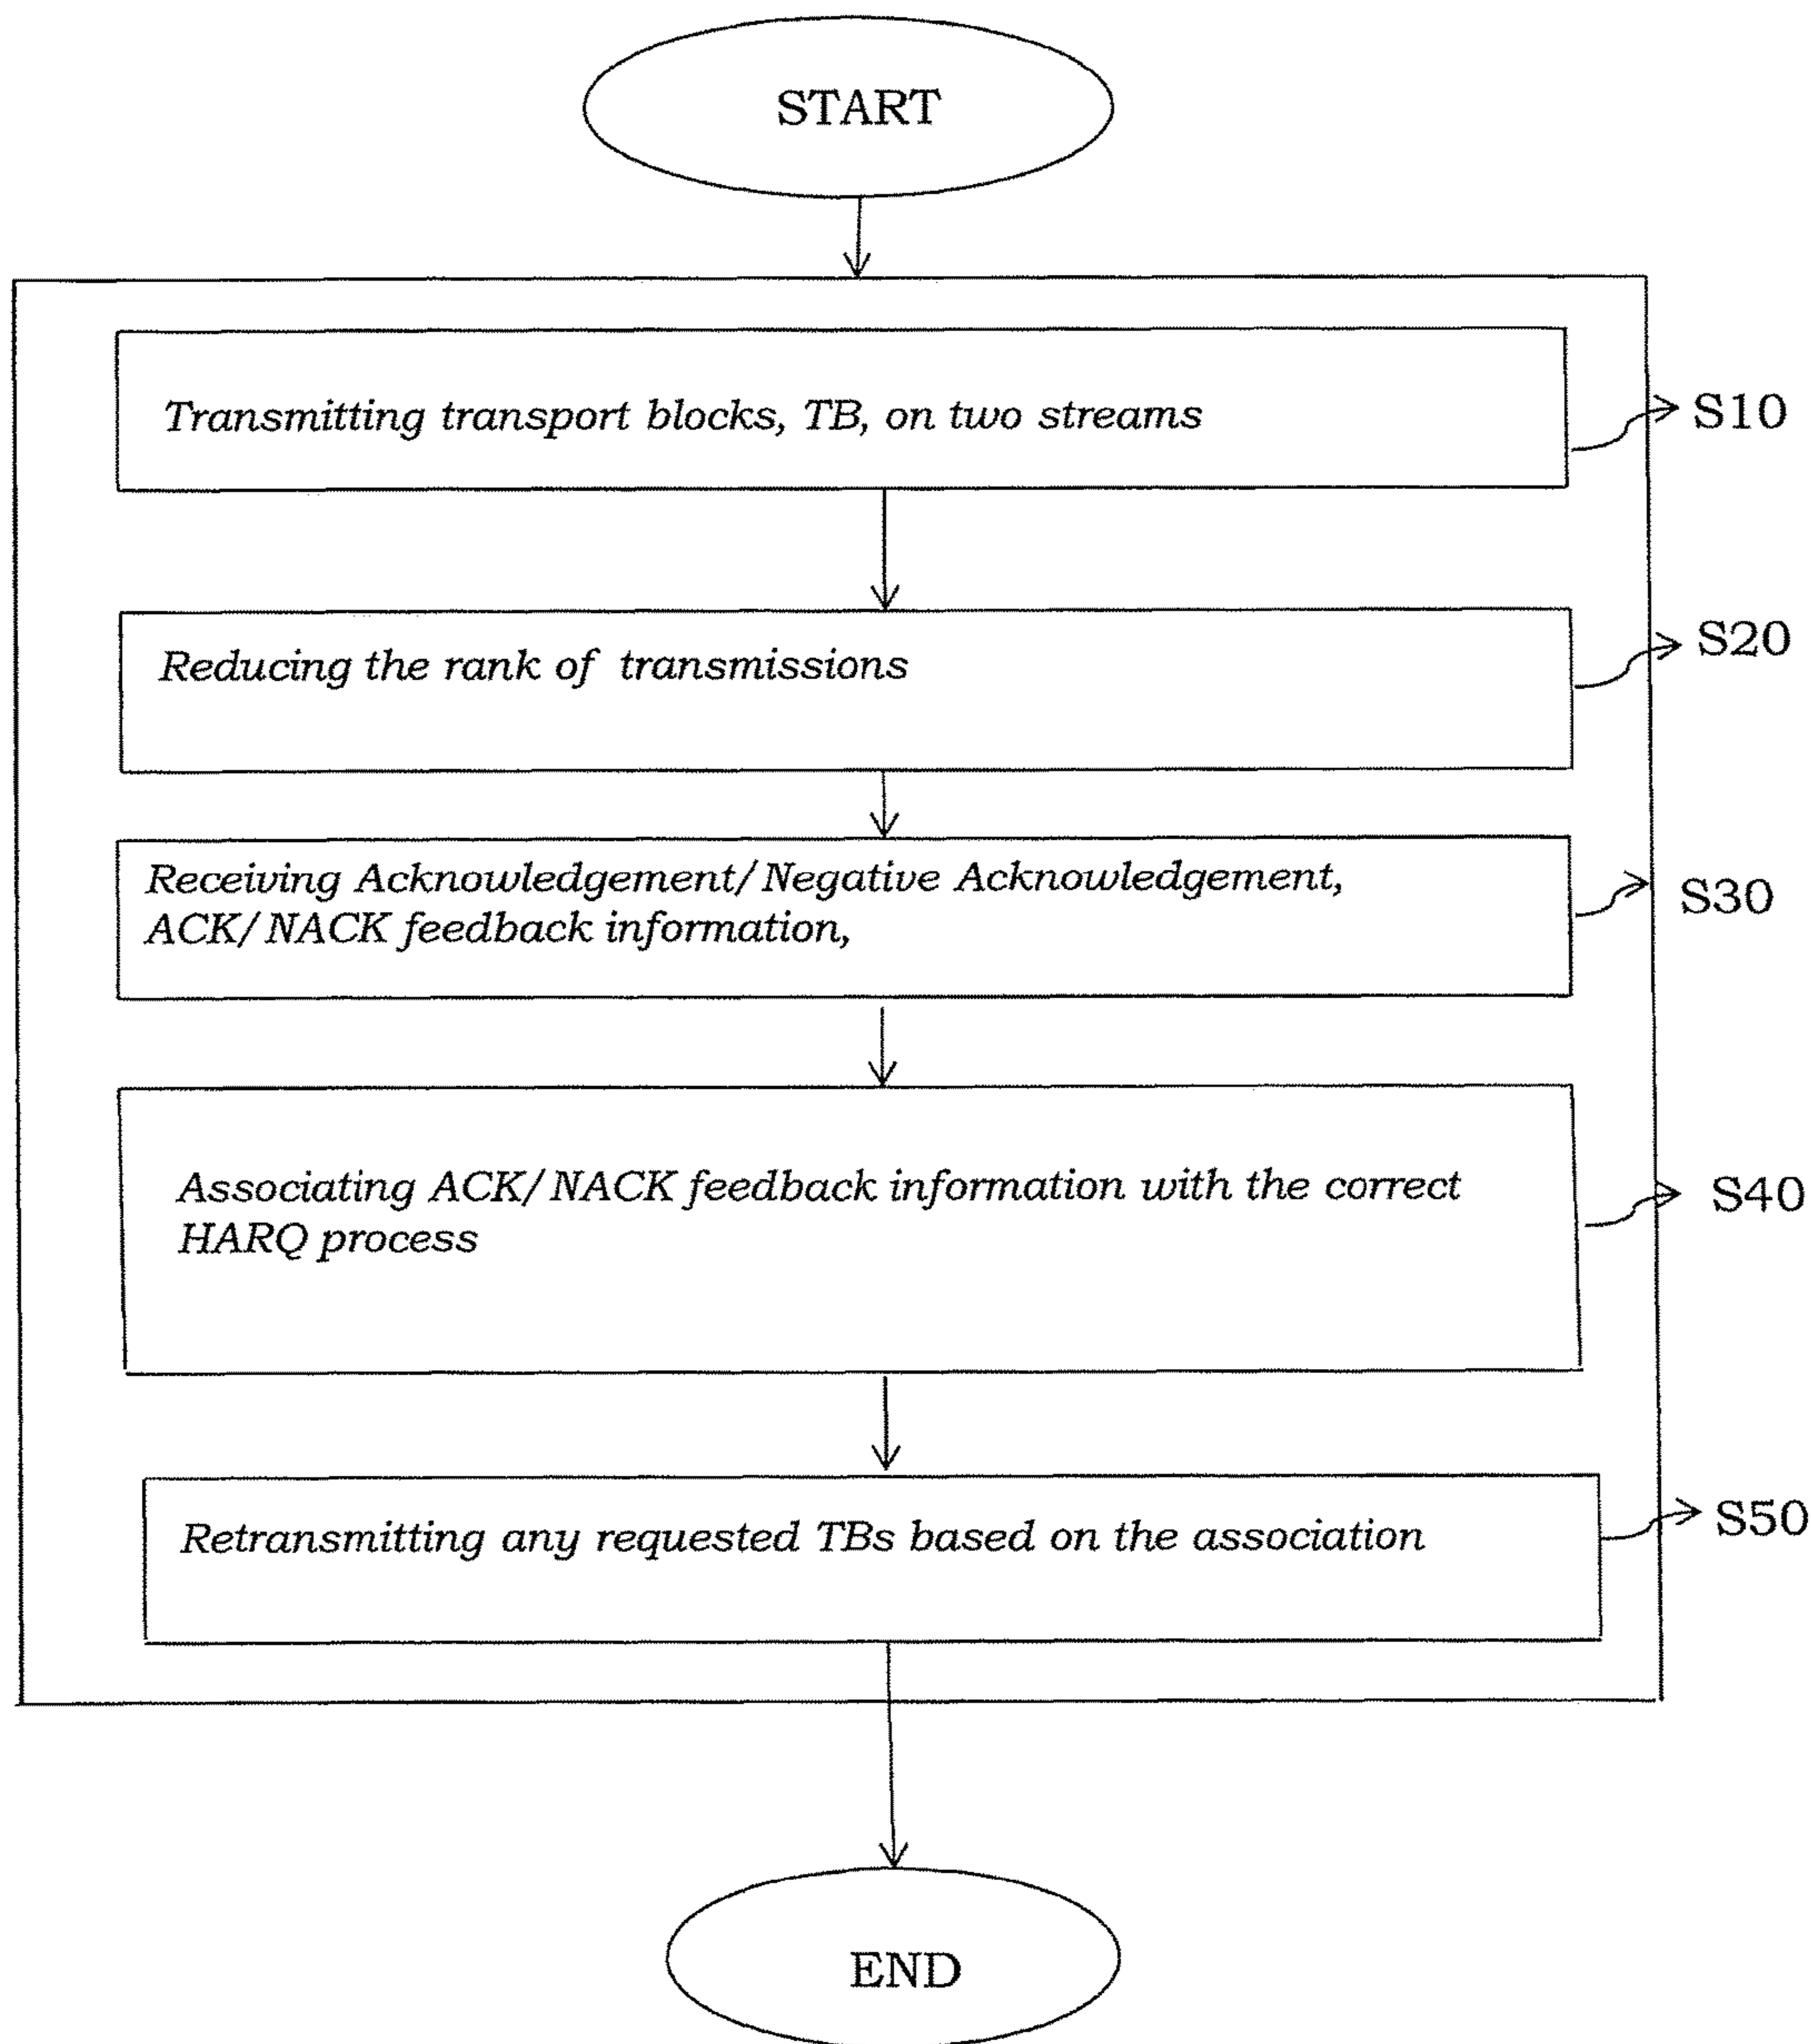 START
Transmitting transport blocks, TB, on two streams
S10
Reducing the rank of transmissions
S20
Receiving Acknowledgement/Negative Acknowledgement,
ACK/NACK feedback information,
S30
Associating ACK/NACK feedback information with the correct
HARQ process
S40
Retransmitting any requested TBs based on the association
S50
END